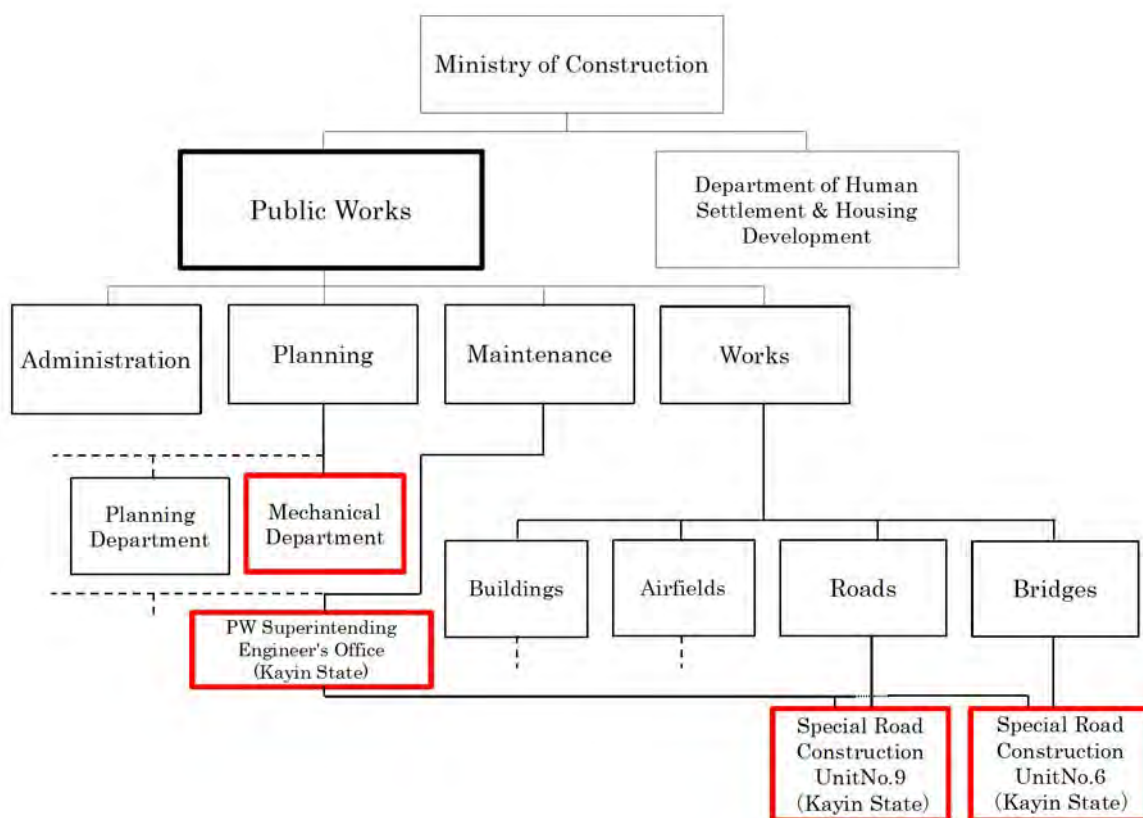 Ministry of Construction
Public Works
Department of Human
Settlement & Housing
Development
Administration
Planning
Maintenance
Works
Planning
Department
Mechanical
Department
Buildings
Airfields
Roads
Bridges
PW Superintending
Engineer's Office
(Kayin State)
Special Road
Construction
UnitNo.9
(Kayin State)
Special Road
Construction
UnitNo.6
(Kayin State)